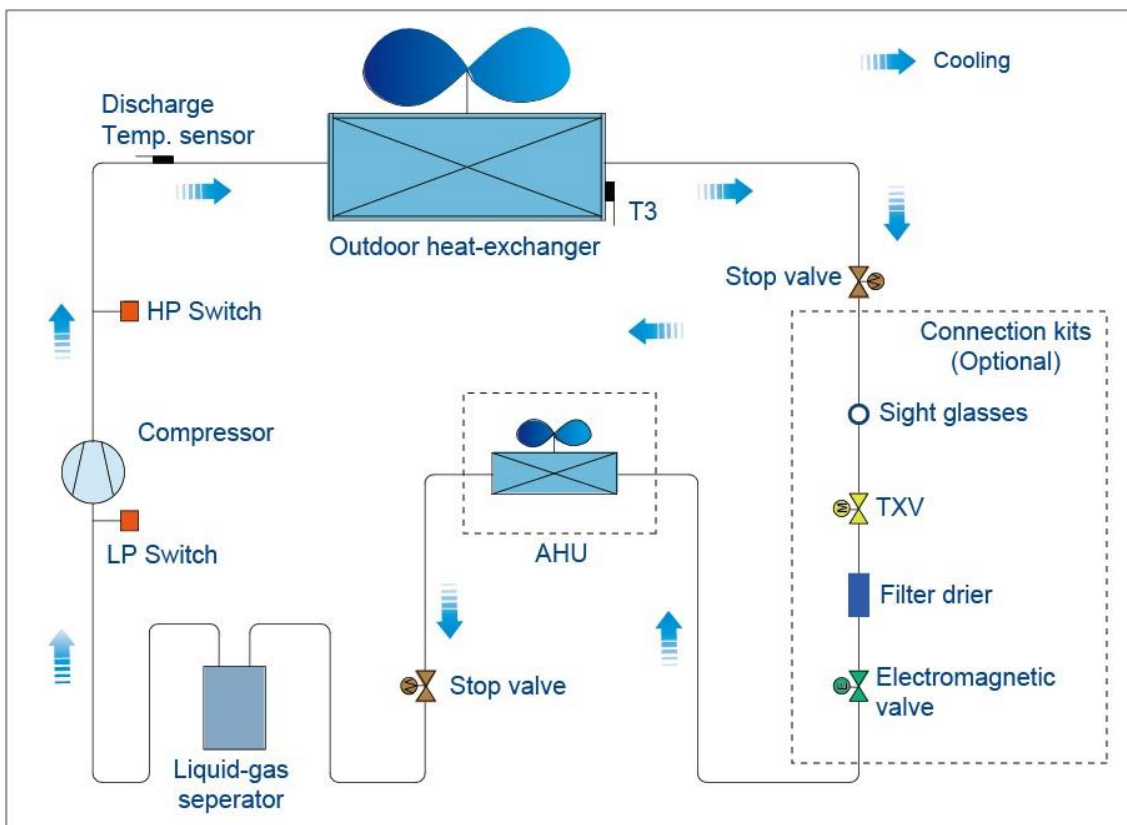 Cooling
Discharge
Temp. sensor
T3
Outdoor heat-exchanger
Stop valve
HP Switch
Connection kits
(Optional)
Sight glasses
Compressor
TXV
M
LP Switch
AHU
Filter drier
Stop valve
Electromagnetic
valve
E
Liquid-gas
seperator